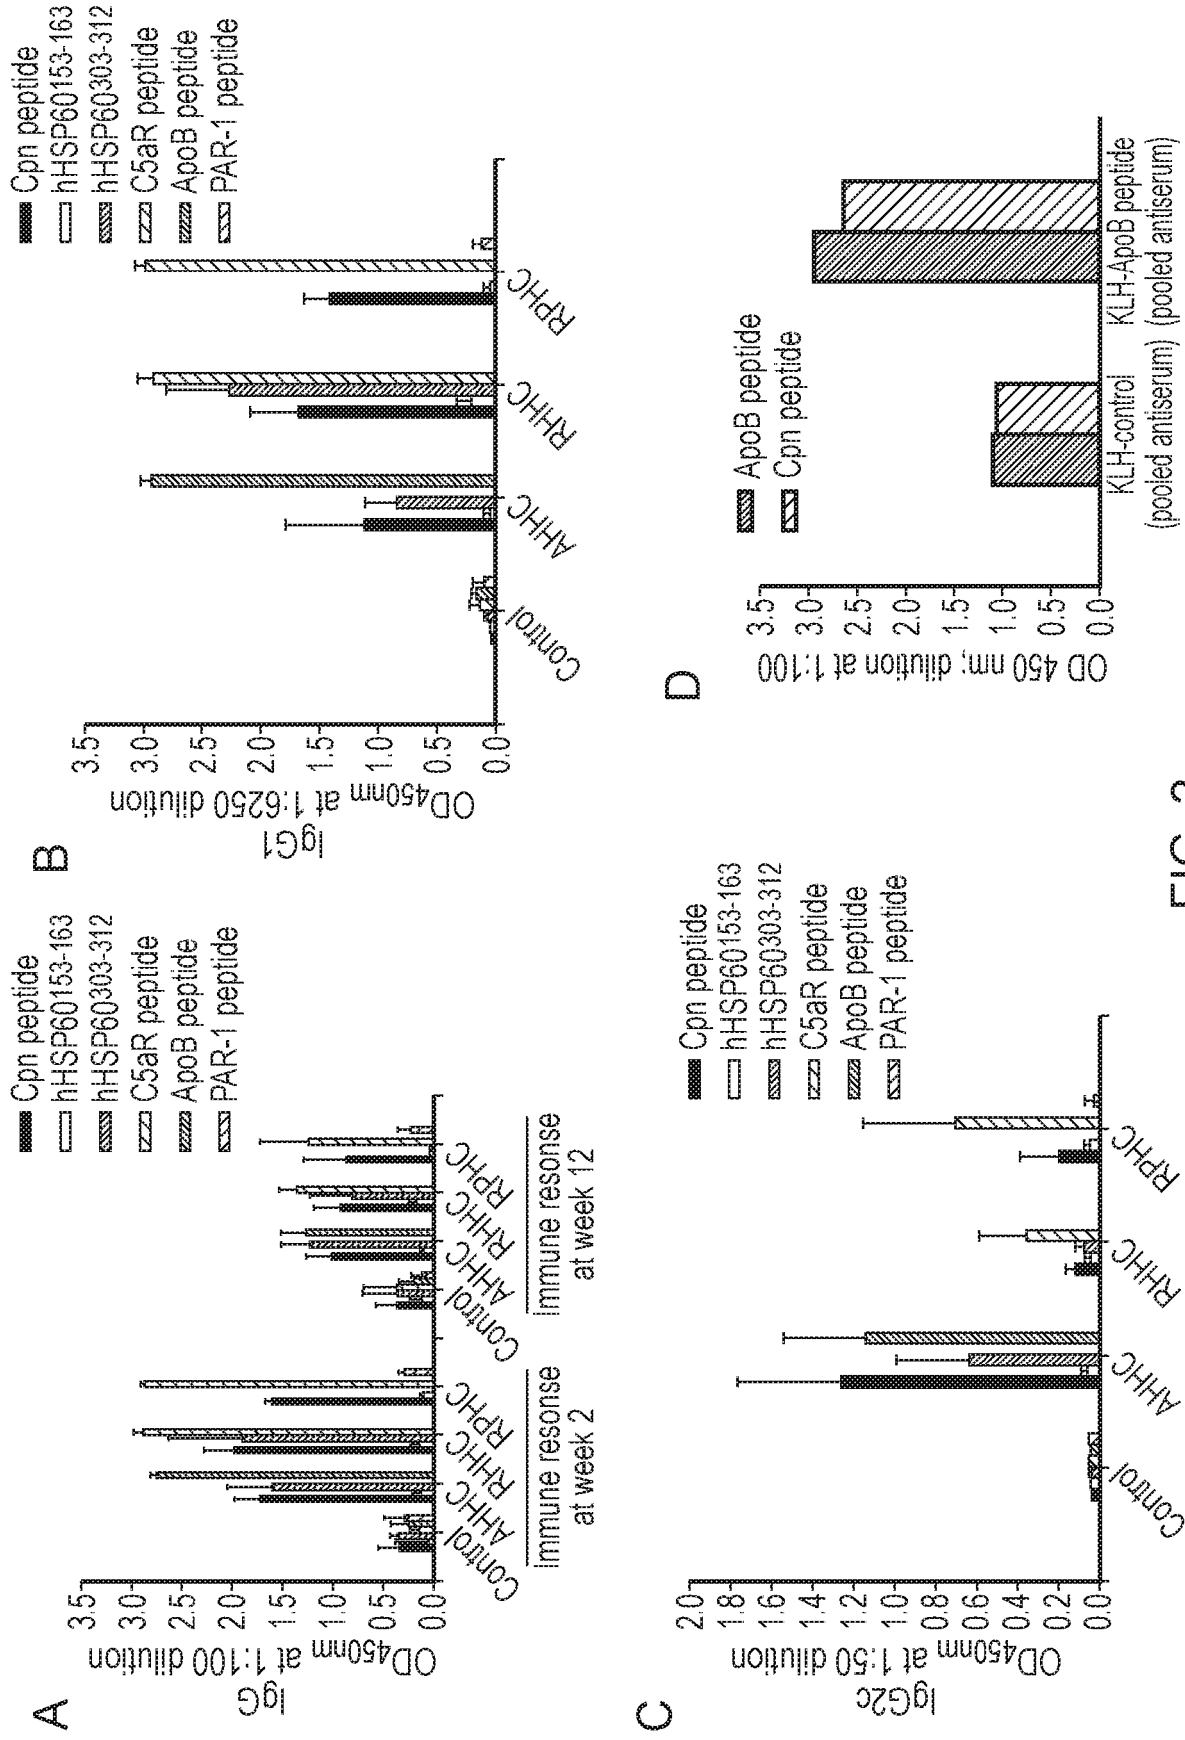 A
IgG
OD450nm at 1:100 dilution
3.5
3.0
2.5
2.0
1.5
1.0
0.5
0.0
Cpn peptide
hHSP60153-163
hHSP60303-312
C5aR peptide
ApoB peptide
PAR-1 peptide
Control
AHHC
RHHC
RPHC
Control
AHHC
RHHC
RPHC
immune resonse
at week 2
immune resonse
at week 12
B
IgG1
OD450nm at 1:6250 dilution
3.5
3.0
2.5
2.0
1.5
1.0
0.5
0.0
Cpn peptide
hHSP60153-163
hHSP60303-312
C5aR peptide
ApoB peptide
PAR-1 peptide
Control
AHHC
RHHC
RPHC
C
IgG2c
OD450nm at 1:50 dilution
2.0
1.8
1.6
1.4
1.2
1.0
0.8
0.6
0.4
0.2
0.0
Cpn peptide
hHSP60153-163
hHSP60303-312
C5aR peptide
ApoB peptide
PAR-1 peptide
Control
AHHC
RHHC
RPHC
D
OD 450 nm; dilution at 1:100
3.5
3.0
2.5
2.0
1.5
1.0
0.5
0.0
ApoB peptide
Cpn peptide
KLH-control
(pooled antiserum)
KLH-ApoB peptide
(pooled antiserum)